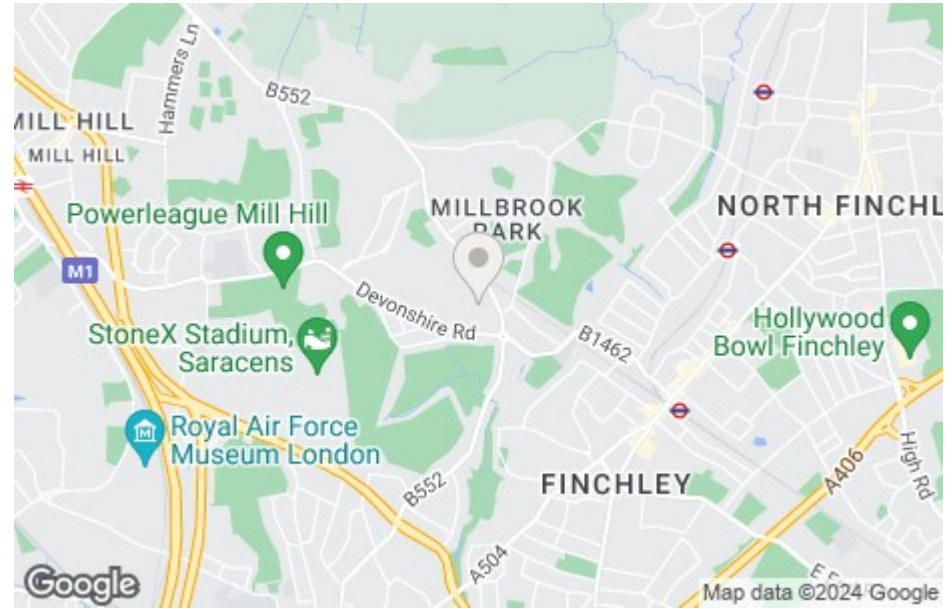 Hammers Ln
B552
MILL HILL
MILL HILL
Powerleague Mill Hill
MILLBROOK
PARK
NORTH FINCHL
M1
Devonshire Rd
StoneX Stadium,
Saracens
B1462
Hollywood
Bowl Finchley
Royal Air Force
Museum London
B552
FINCHLEY
A406
High Rd
A504
Google
Map data ©2024 Google